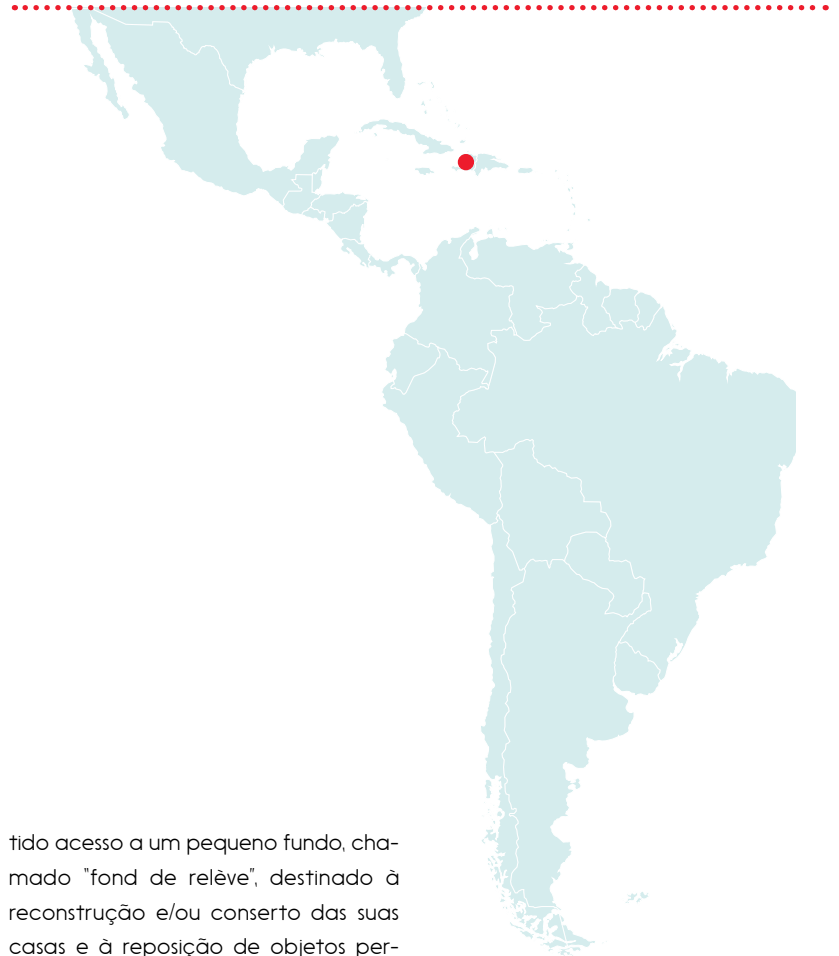 tido acesso a um pequeno fundo, cha-
mado "fond de relève", destinado à
reconstrução e/ou conserto das suas
casas e à reposição de objetos per-